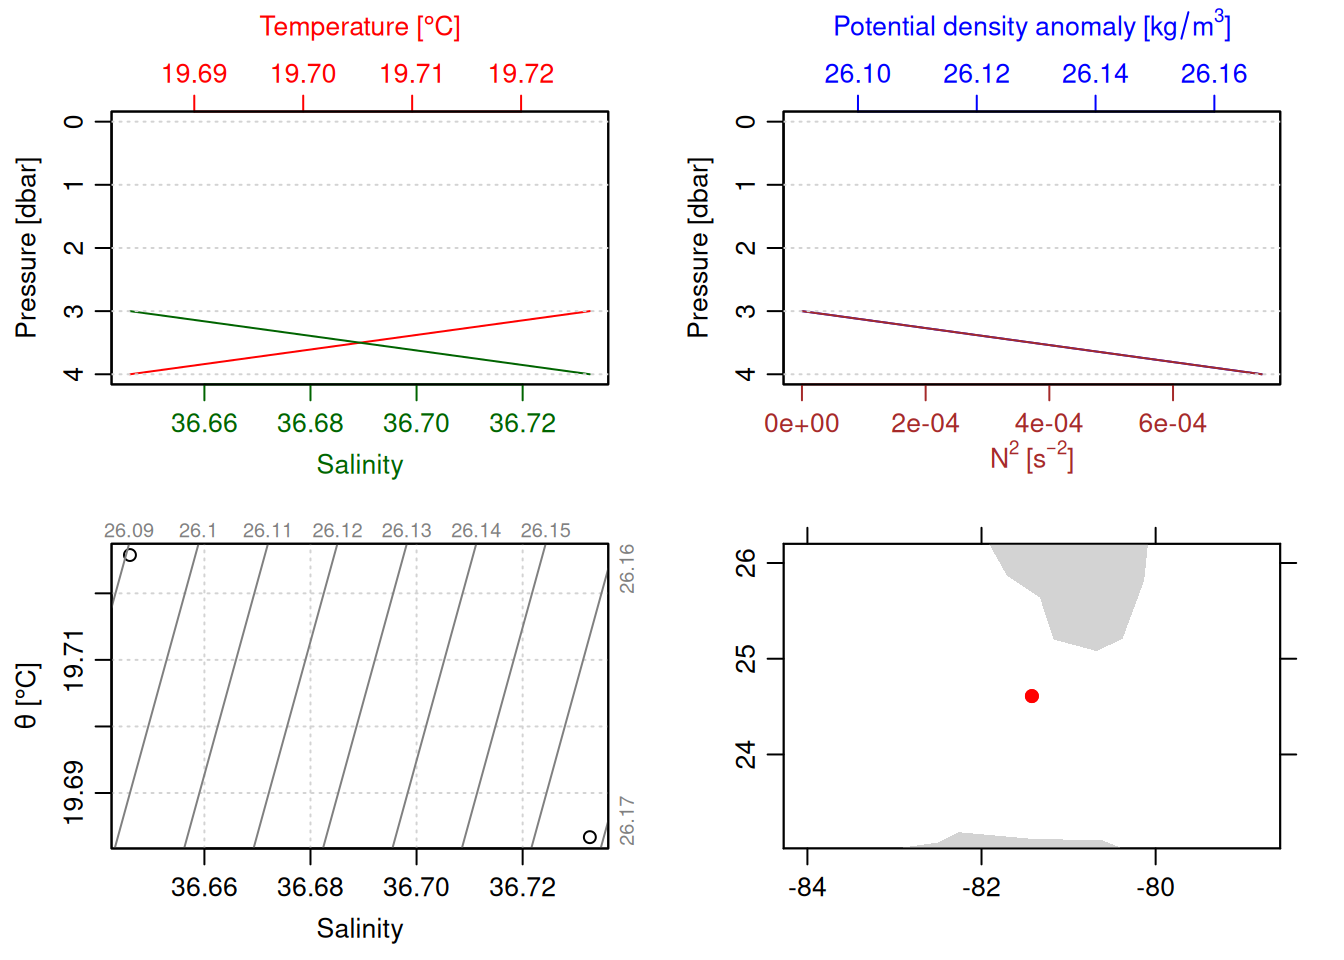 Temperature [°C]
19.69 19.70 19.71 19.72
Pressure [dbar]
0
1
2
3
4
36.66 36.68 36.70 36.72
Salinity
Potential density anomaly [kg/m³]
26.10 26.12 26.14 26.16
Pressure [dbar]
0
1
2
3
4
0e+00 2e-04 4e-04 6e-04
N² [s⁻²]
26.09 26.1 26.11 26.12 26.13 26.14 26.15
26.16
26.17
θ [°C]
19.71
19.69
36.66 36.68 36.70 36.72
Salinity
26
25
24
-84 -82 -80